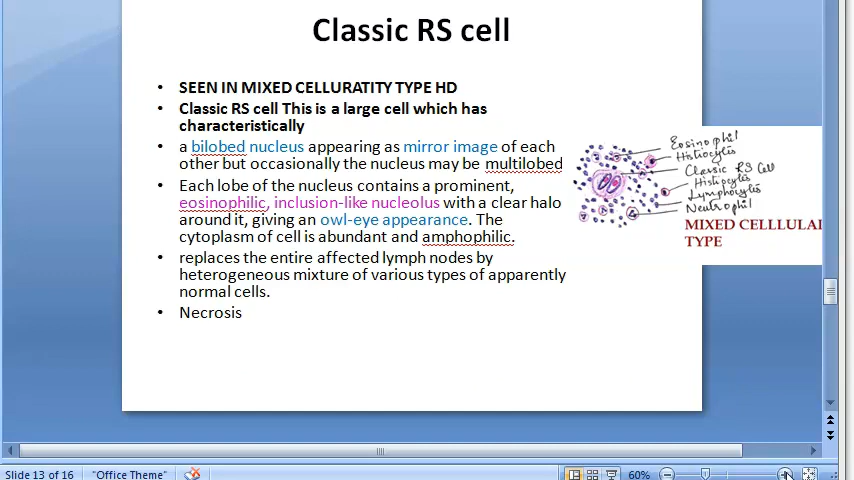 Classic RS cell
• SEEN IN MIXED CELLURATITY TYPE HD
• Classic RS cell This is a large cell which has
characteristically
• a bilobed nucleus appearing as mirror image of each
other but occasionally the nucleus may be multilobed
• Each lobe of the nucleus contains a prominent,
eosinophilic, inclusion-like nucleolus with a clear halo
around it, giving an owl-eye appearance. The
cytoplasm of cell is abundant and amphophilic.
• replaces the entire affected lymph nodes by
heterogeneous mixture of various types of apparently
normal cells.
• Necrosis
Eosinophil
Histiocytes
Classic RS Cell
Histiocytes
Lymphocytes
Neutrophil
MIXED CELLLULAI
TYPE
Slide 13 of 16
"Office Theme"
60%